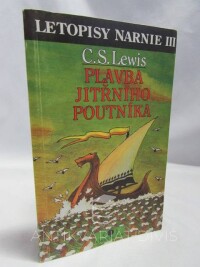 LETOPISY NARNIE III
C.S. Lewis
PLAVBA
JITŘNÍHO
POUTNÍKA